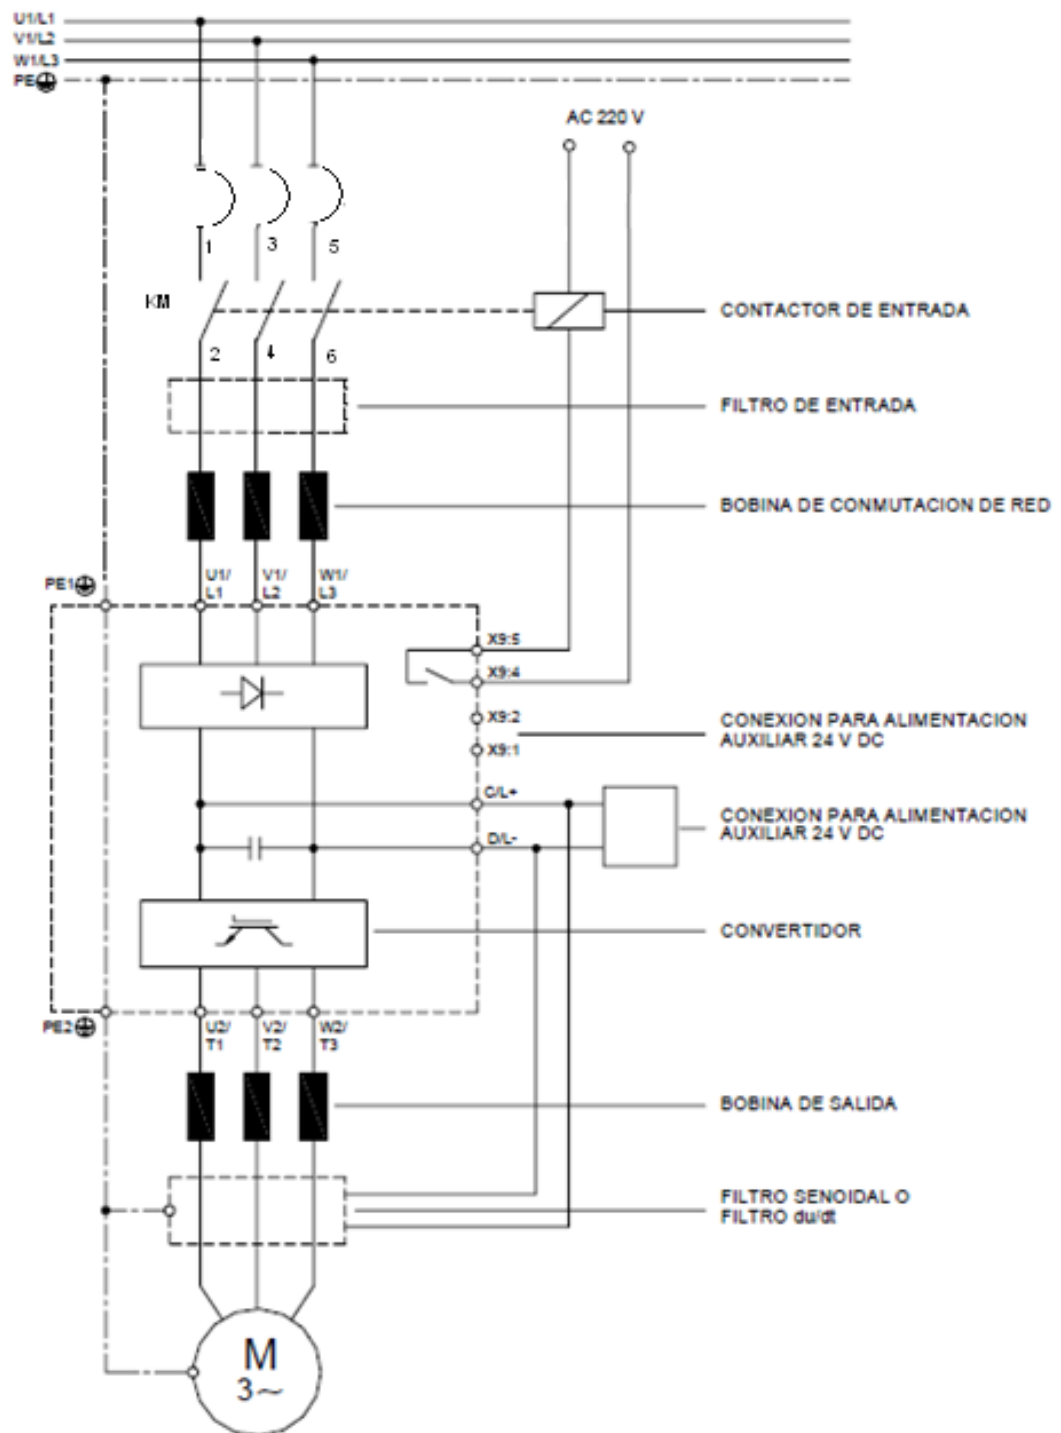 U1/L1
V1/L2
W1/L3
PE
AC 220 V
1 3 5
KM
CONTACTOR DE ENTRADA
2 4 6
FILTRO DE ENTRADA
BOBINA DE CONMUTACION DE RED
PE1
U1/ V1/ W1/
L1 L2 L3
X9:5
X9:4
X9:2
X9:1
CONEXION PARA ALIMENTACION
AUXILIAR 24 V DC
C/L+
D/L-
CONEXION PARA ALIMENTACION
AUXILIAR 24 V DC
CONVERTIDOR
PE2
U2/ V2/ W2/
T1 T2 T3
BOBINA DE SALIDA
FILTRO SENOIDAL O
FILTRO du/dt
M
3~